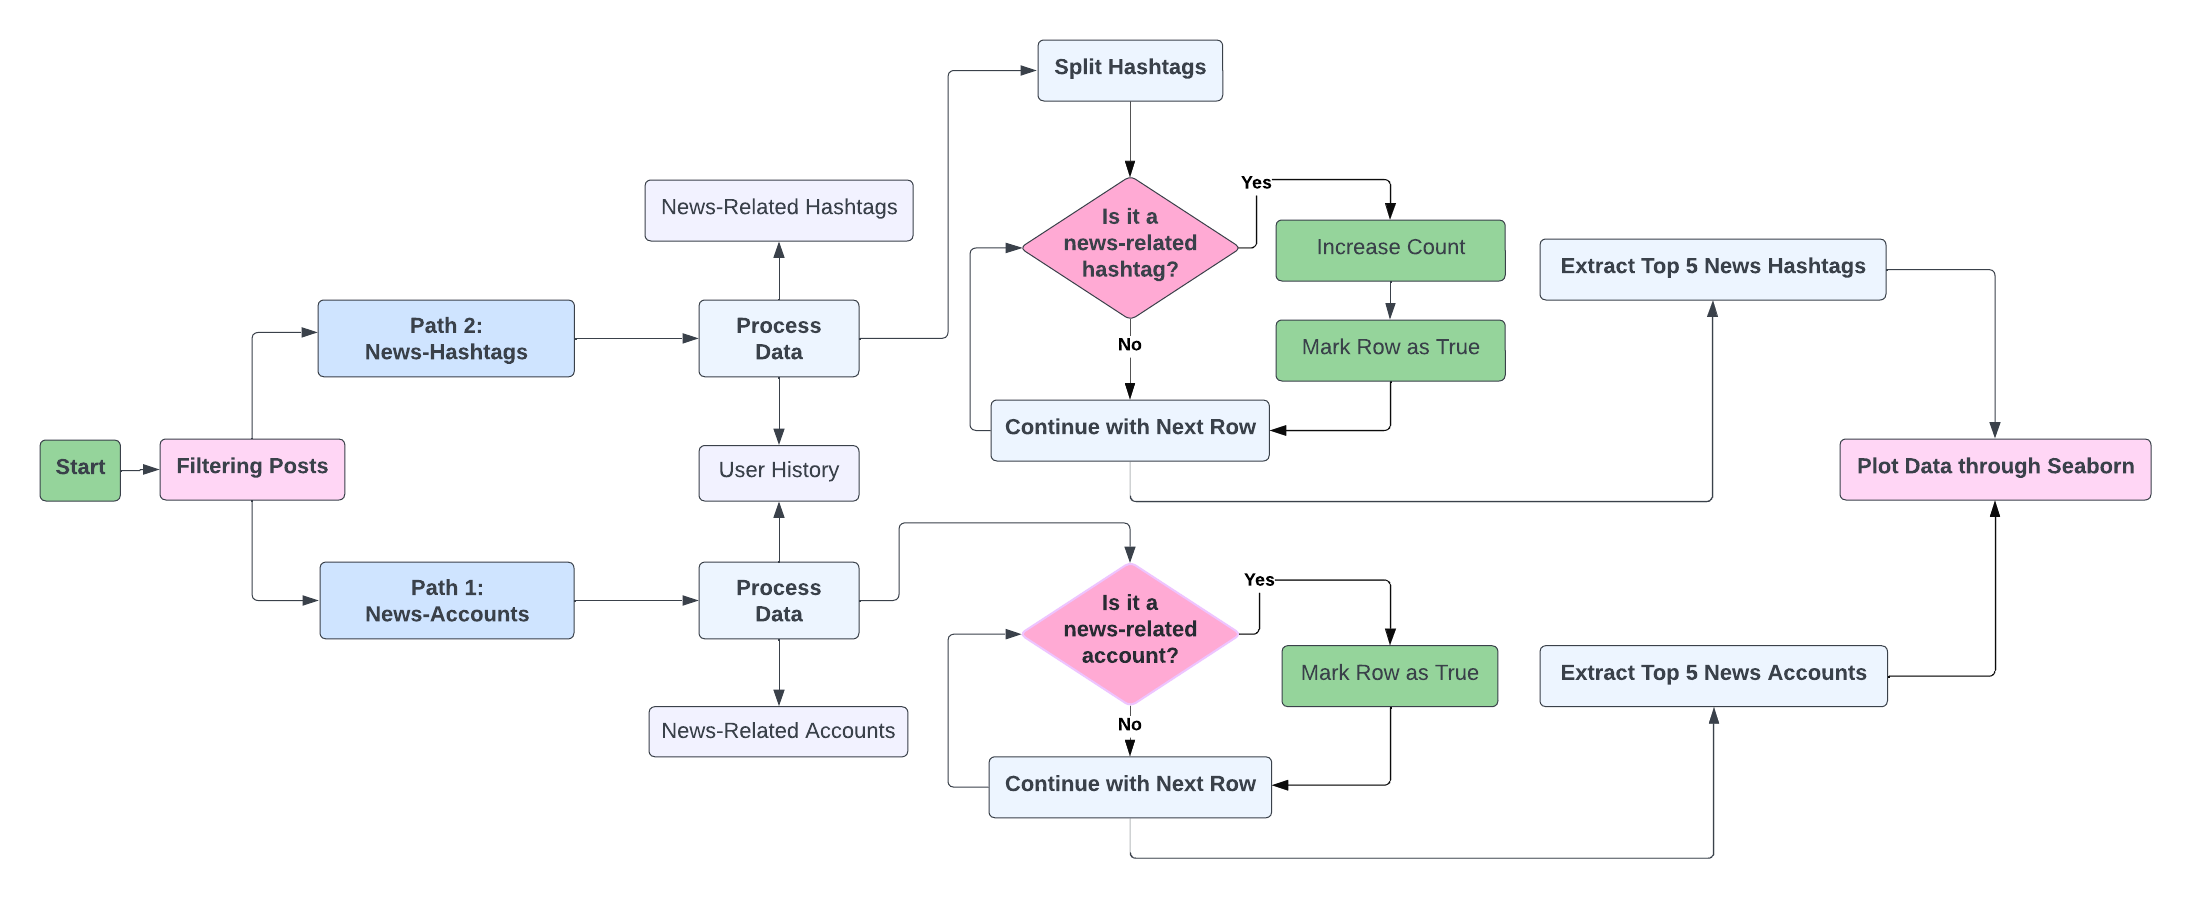 Split Hashtags
News-Related Hashtags
Is it a
news-related
hashtag?
Yes
Increase Count
Extract Top 5 News Hashtags
Path 2:
News-Hashtags
Process
Data
No
Mark Row as True
Continue with Next Row
Start
Filtering Posts
User History
Plot Data through Seaborn
Path 1:
News-Accounts
Process
Data
Is it a
news-related
account?
Yes
Mark Row as True
Extract Top 5 News Accounts
News-Related Accounts
No
Continue with Next Row